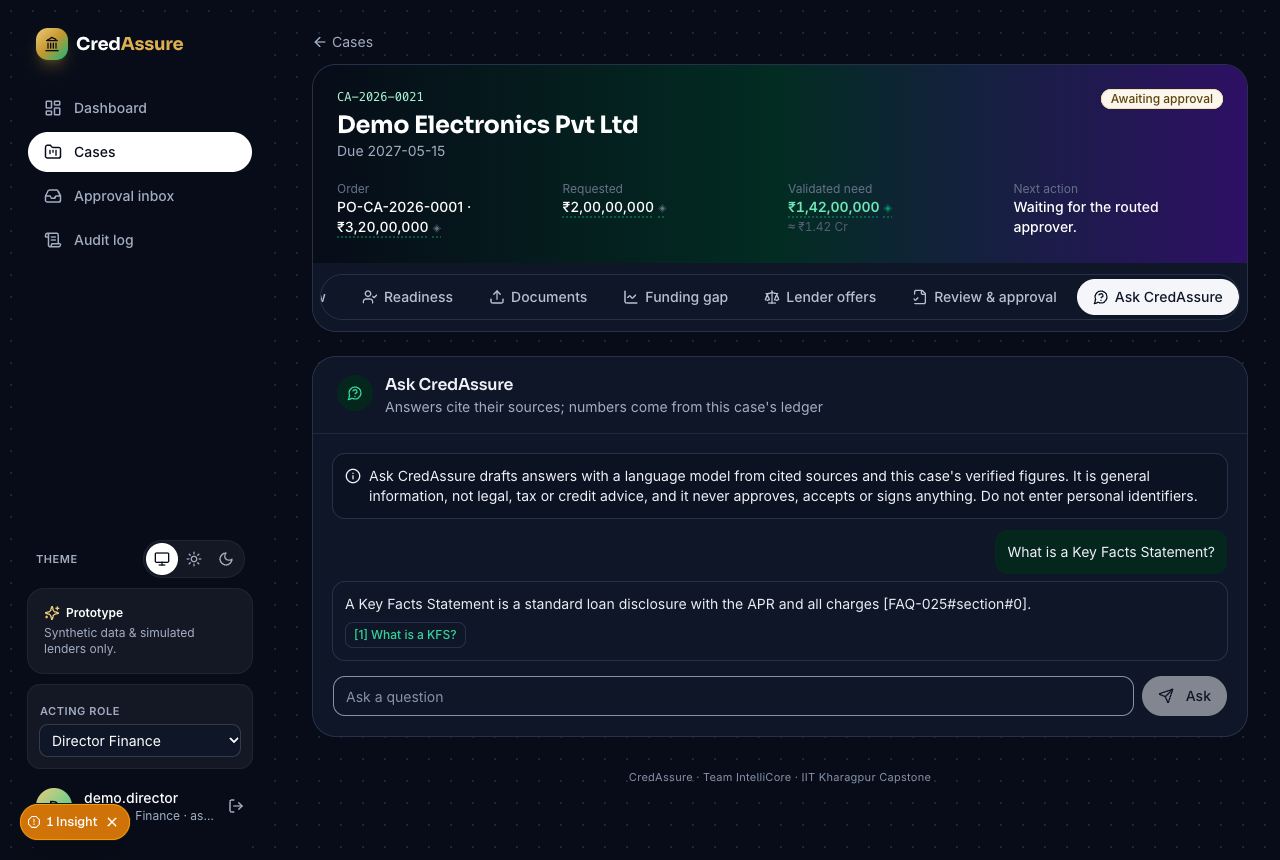 CredAssure
Dashboard
Cases
Approval inbox
Audit log
THEME
Prototype
Synthetic data & simulated
lenders only.
ACTING ROLE
Director Finance
demo.director
Finance · as...
1 Insight
Cases
CA-2026-0021
Awaiting approval
Demo Electronics Pvt Ltd
Due 2027-05-15
Order
PO-CA-2026-0001 ·
₹3,20,00,000
Requested
₹2,00,00,000
Validated need
₹1,42,00,000
≈ ₹1.42 Cr
Next action
Waiting for the routed
approver.
Readiness
Documents
Funding gap
Lender offers
Review & approval
Ask CredAssure
Ask CredAssure
Answers cite their sources; numbers come from this case's ledger
Ask CredAssure drafts answers with a language model from cited sources and this case's verified figures. It is general
information, not legal, tax or credit advice, and it never approves, accepts or signs anything. Do not enter personal identifiers.
What is a Key Facts Statement?
A Key Facts Statement is a standard loan disclosure with the APR and all charges [FAQ-025#section#0].
[1] What is a KFS?
Ask a question
Ask
CredAssure · Team IntelliCore · IIT Kharagpur Capstone